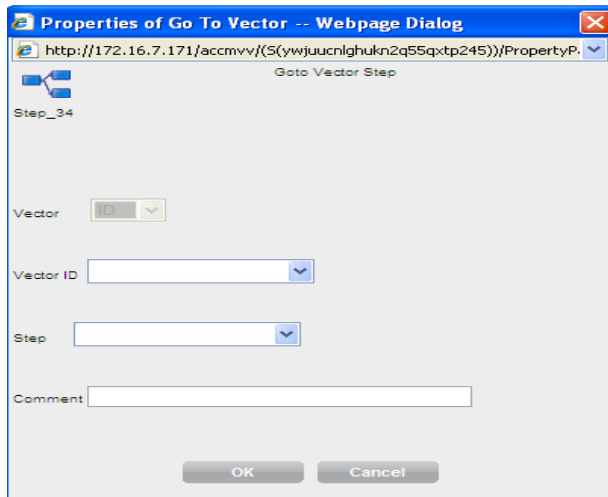 Properties of Go To Vector -- Webpage Dialog
http://172.16.7.171/accmvv/(S(ywjuucnlghukn2q55qxtp245))/PropertyP.
Goto Vector Step
Step_34
Vector ID
Vector ID
Step
Comment
OK Cancel